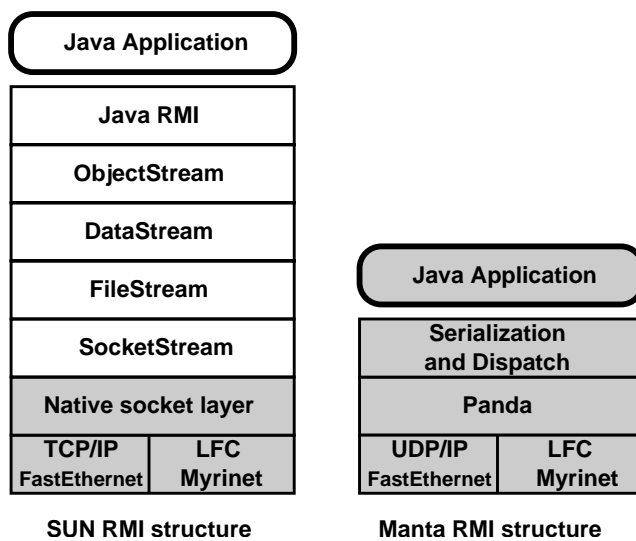 Java Application
Java RMI
ObjectStream
DataStream
FileStream
SocketStream
Native socket layer
TCP/IP
FastEthernet
LFC
Myrinet
SUN RMI structure
Java Application
Serialization
and Dispatch
Panda
UDP/IP
FastEthernet
LFC
Myrinet
Manta RMI structure